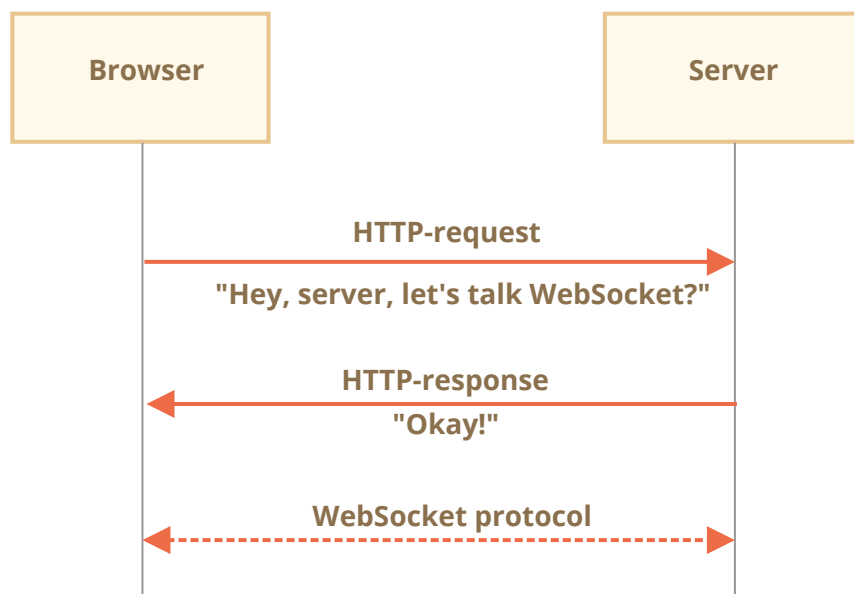 Browser
Server
HTTP-request
"Hey, server, let's talk WebSocket?"
HTTP-response
"Okay!"
WebSocket protocol